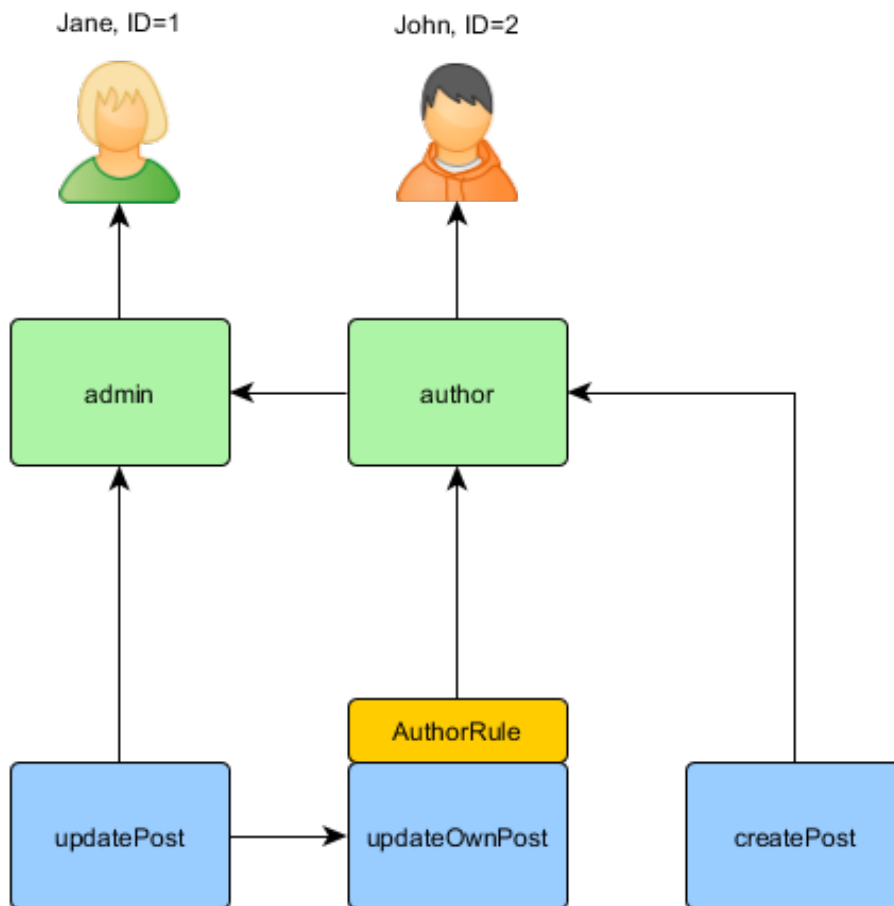 Jane, ID=1
John, ID=2
admin
author
AuthorRule
updatePost
updateOwnPost
createPost